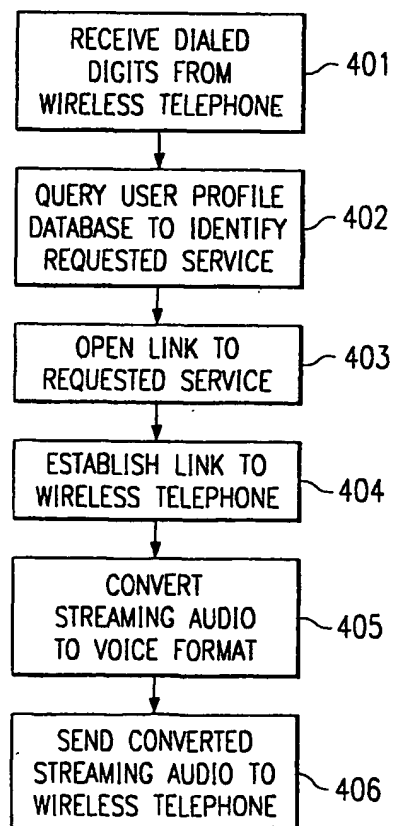 RECEIVE DIALED
DIGITS FROM
WIRELESS TELEPHONE
401
QUERY USER PROFILE
DATABASE TO IDENTIFY
REQUESTED SERVICE
402
OPEN LINK TO
REQUESTED SERVICE
403
ESTABLISH LINK TO
WIRELESS TELEPHONE
404
CONVERT
STREAMING AUDIO
TO VOICE FORMAT
405
SEND CONVERTED
STREAMING AUDIO TO
WIRELESS TELEPHONE
406